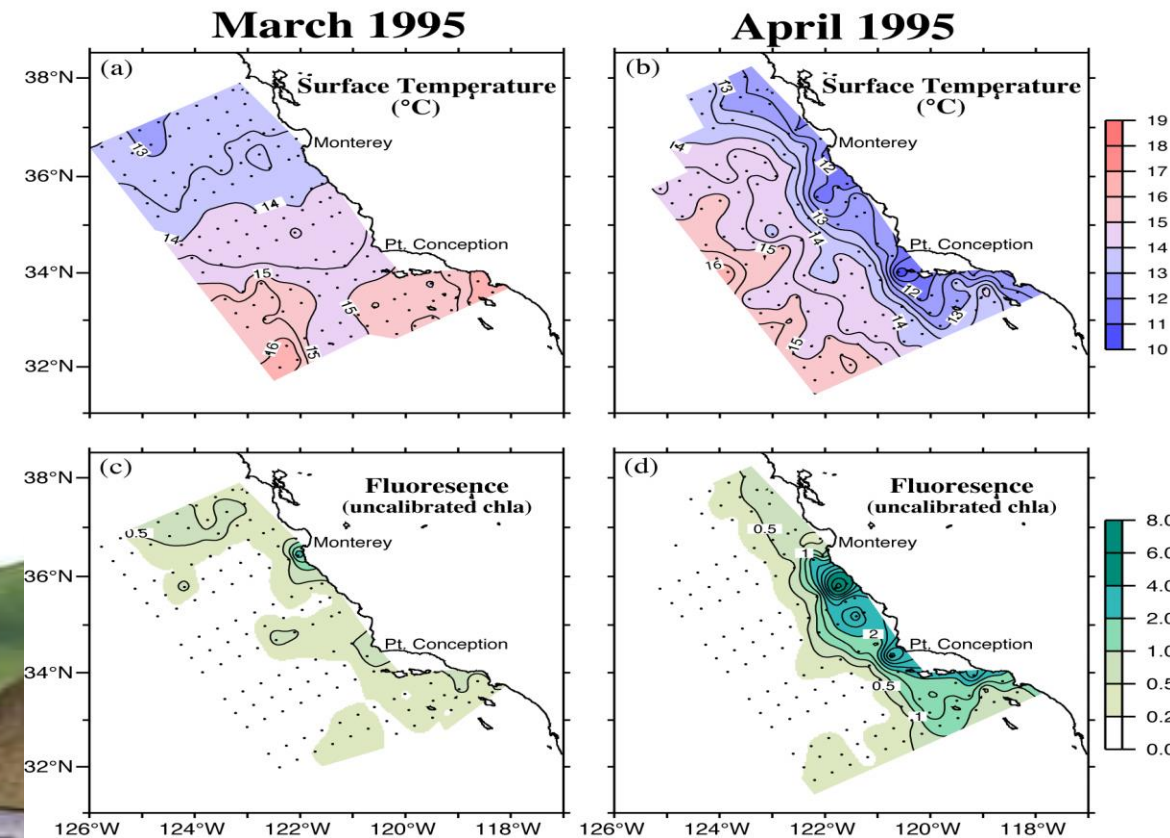 March 1995
April 1995
38°N
36°N
34°N
32°N
(a)
Surface Temperature
(°C)
Monterey
Pt. Conception
13
14
14
15
15
15
16
(b)
Surface Temperature
(°C)
Monterey
Pt. Conception
13
14
12
13
14
15
16
12
14
13
15
19
18
17
16
15
14
13
12
11
10
38°N
36°N
34°N
32°N
(c)
Fluoresence
(uncalibrated chla)
Monterey
Pt. Conception
0.5
(d)
Fluoresence
(uncalibrated chla)
0.5
Monterey
1
2
Pt. Conception
0.5
1
8.0
6.0
4.0
2.0
1.0
0.5
0.2
0.0
126°W
124°W
122°W
120°W
118°W
126°W
124°W
122°W
120°W
118°W